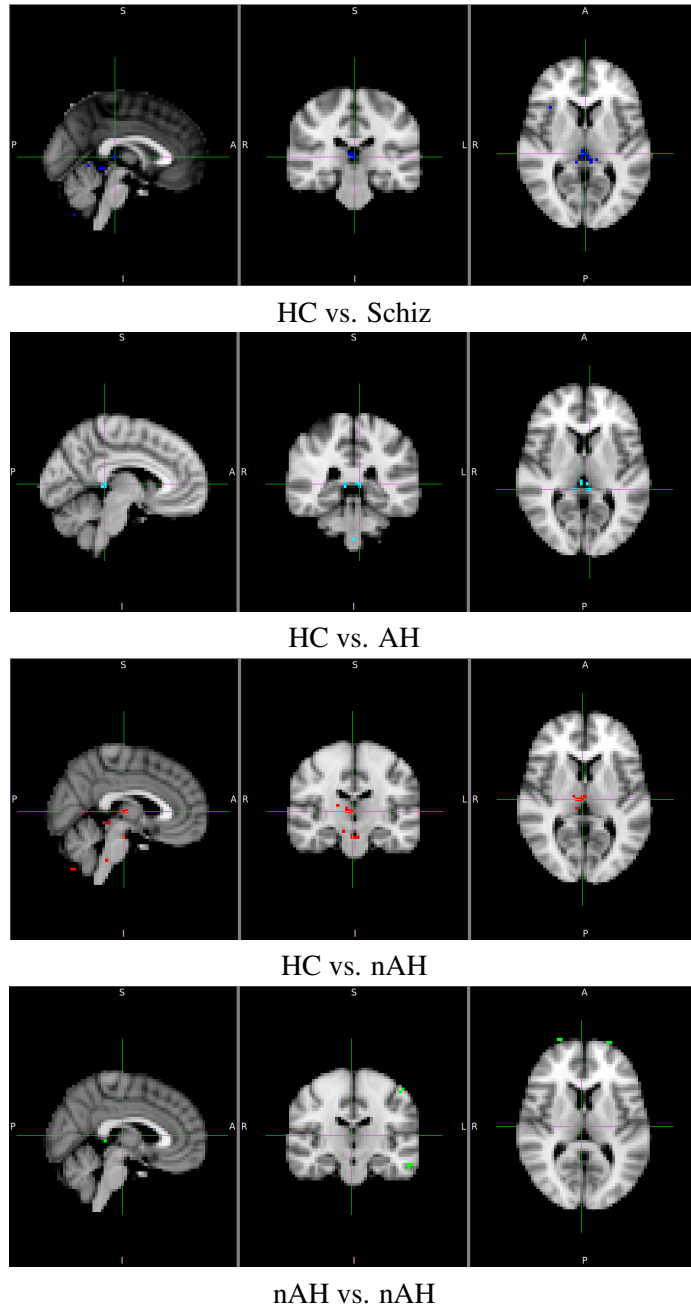 S S A
P A R L R
I I P
HC vs. Schiz
S S A
P A R L R
I I P
HC vs. AH
S S A
P A R L R
I I P
HC vs. nAH
S S A
P A R L R
I I P
nAH vs. nAH